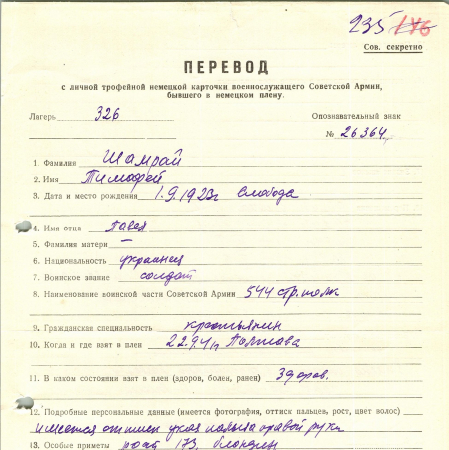 235 176
Сов. секретно
ПЕРЕВОД
с личной трофейной немецкой карточки военнослужащего Советской Армии,
бывшего в немецком плену.
Лагерь 326 Опознавательный знак
№ 26364
1. Фамилия Шамрай
2. Имя Тимофей
3. Дата и место рождения 1.9.1923г Слобода
4. Имя отца Павел
5. Фамилия матери —
6. Национальность украинец
7. Воинское звание солдат
8. Наименование воинской части Советской Армии 544 стр. полк
9. Гражданская специальность крестьянин
10. Когда и где взят в плен 22.9.41 Полтава
11. В каком состоянии взят в плен (здоров, болен, ранен) Здоров.
12. Подробные персональные данные (имеется фотография, оттиск пальцев, рост, цвет волос)
имеется оттиск указ. пальца правой руки
13. Особые приметы рост 173, блондин